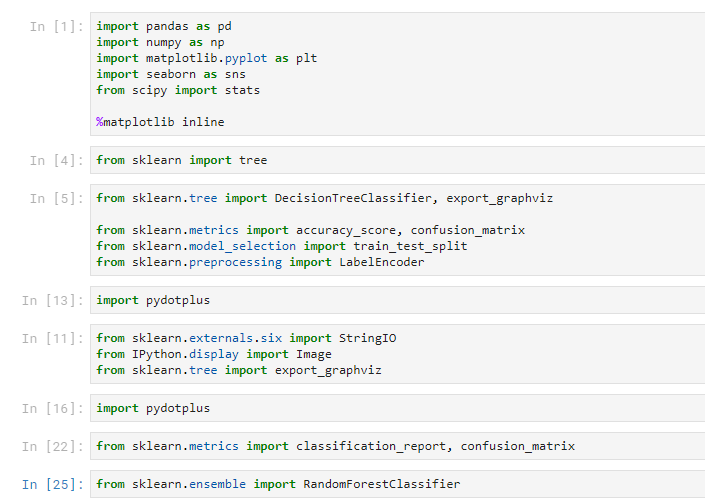 In [1]: import pandas as pd
import numpy as np
import matplotlib.pyplot as plt
import seaborn as sns
from scipy import stats
%matplotlib inline
In [4]: from sklearn import tree
In [5]: from sklearn.tree import DecisionTreeClassifier, export_graphviz
from sklearn.metrics import accuracy_score, confusion_matrix
from sklearn.model_selection import train_test_split
from sklearn.preprocessing import LabelEncoder
In [13]: import pydotplus
In [11]: from sklearn.externals.six import StringIO
from IPython.display import Image
from sklearn.tree import export_graphviz
In [16]: import pydotplus
In [22]: from sklearn.metrics import classification_report, confusion_matrix
In [25]: from sklearn.ensemble import RandomForestClassifier